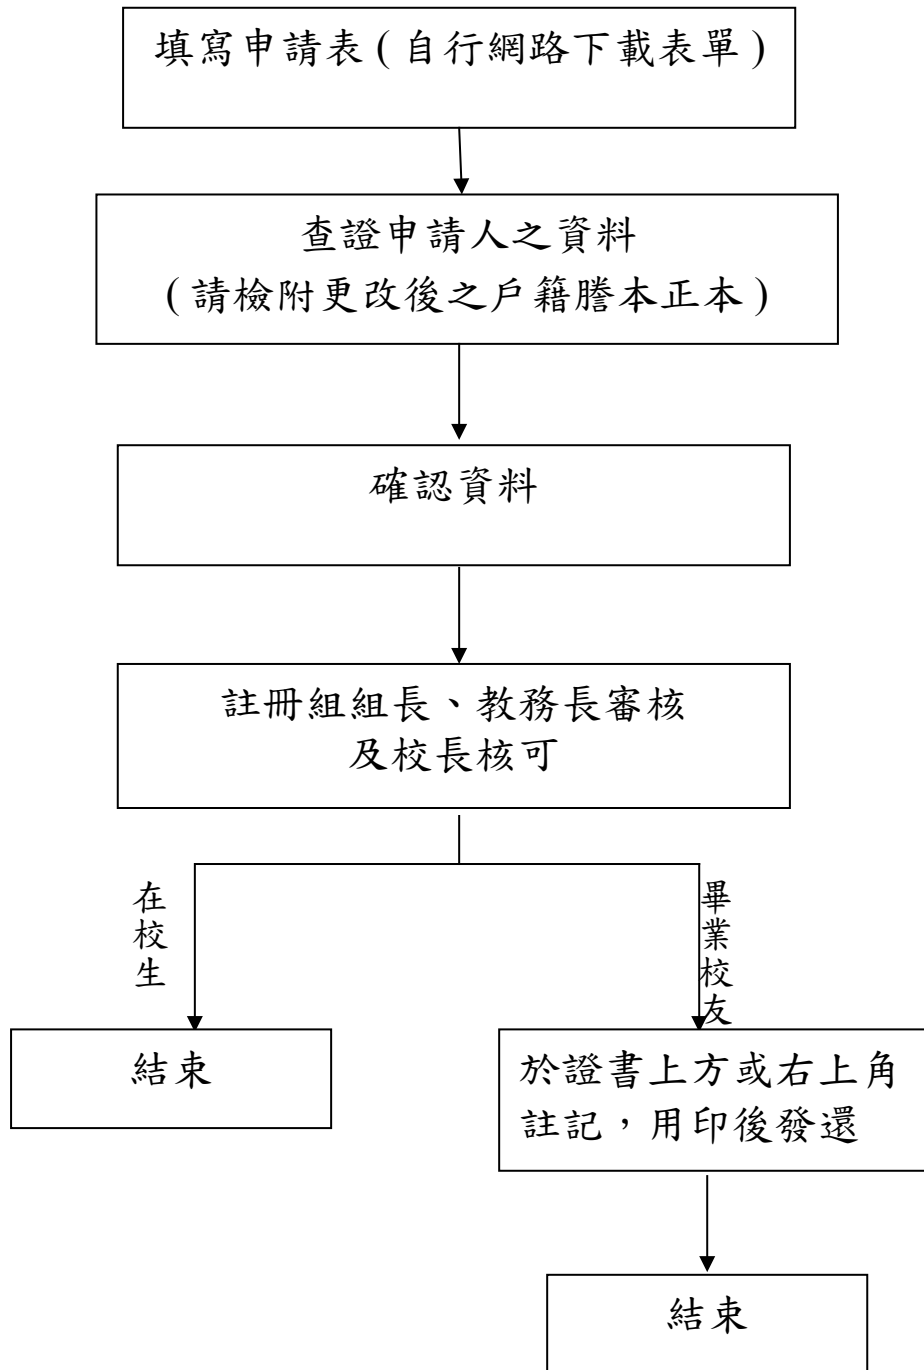 填寫申請表(自行網路下載表單)
查證申請人之資料
(請檢附更改後之戶籍謄本正本)
確認資料
註冊組組長、教務長審核
及校長核可
在校生
畢業校友
結束
於證書上方或右上角
註記，用印後發還
結束